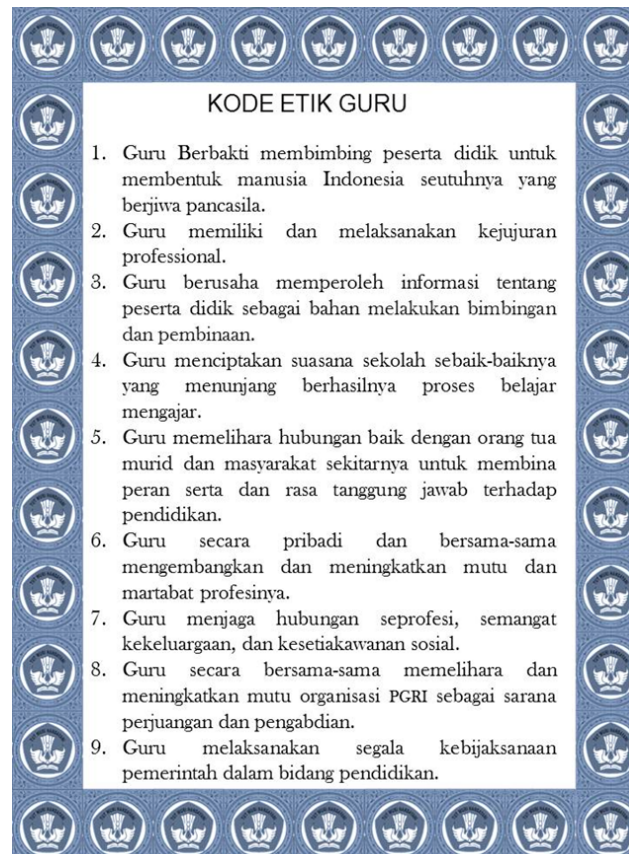 KODE ETIK GURU
1. Guru Berbakti membimbing peserta didik untuk
membentuk manusia Indonesia seutuhnya yang
berjiwa pancasila.
2. Guru memiliki dan melaksanakan kejujuran
professional.
3. Guru berusaha memperoleh informasi tentang
peserta didik sebagai bahan melakukan bimbingan
dan pembinaan.
4. Guru menciptakan suasana sekolah sebaik-baiknya
yang menunjang berhasilnya proses belajar
mengajar.
5. Guru memelihara hubungan baik dengan orang tua
murid dan masyarakat sekitarnya untuk membina
peran serta dan rasa tanggung jawab terhadap
pendidikan.
6. Guru secara pribadi dan bersama-sama
mengembangkan dan meningkatkan mutu dan
martabat profesinya.
7. Guru menjaga hubungan seprofesi, semangat
kekeluargaan, dan kesetiakawanan sosial.
8. Guru secara bersama-sama memelihara dan
meningkatkan mutu organisasi PGRI sebagai sarana
perjuangan dan pengabdian.
9. Guru melaksanakan segala kebijaksanaan
pemerintah dalam bidang pendidikan.